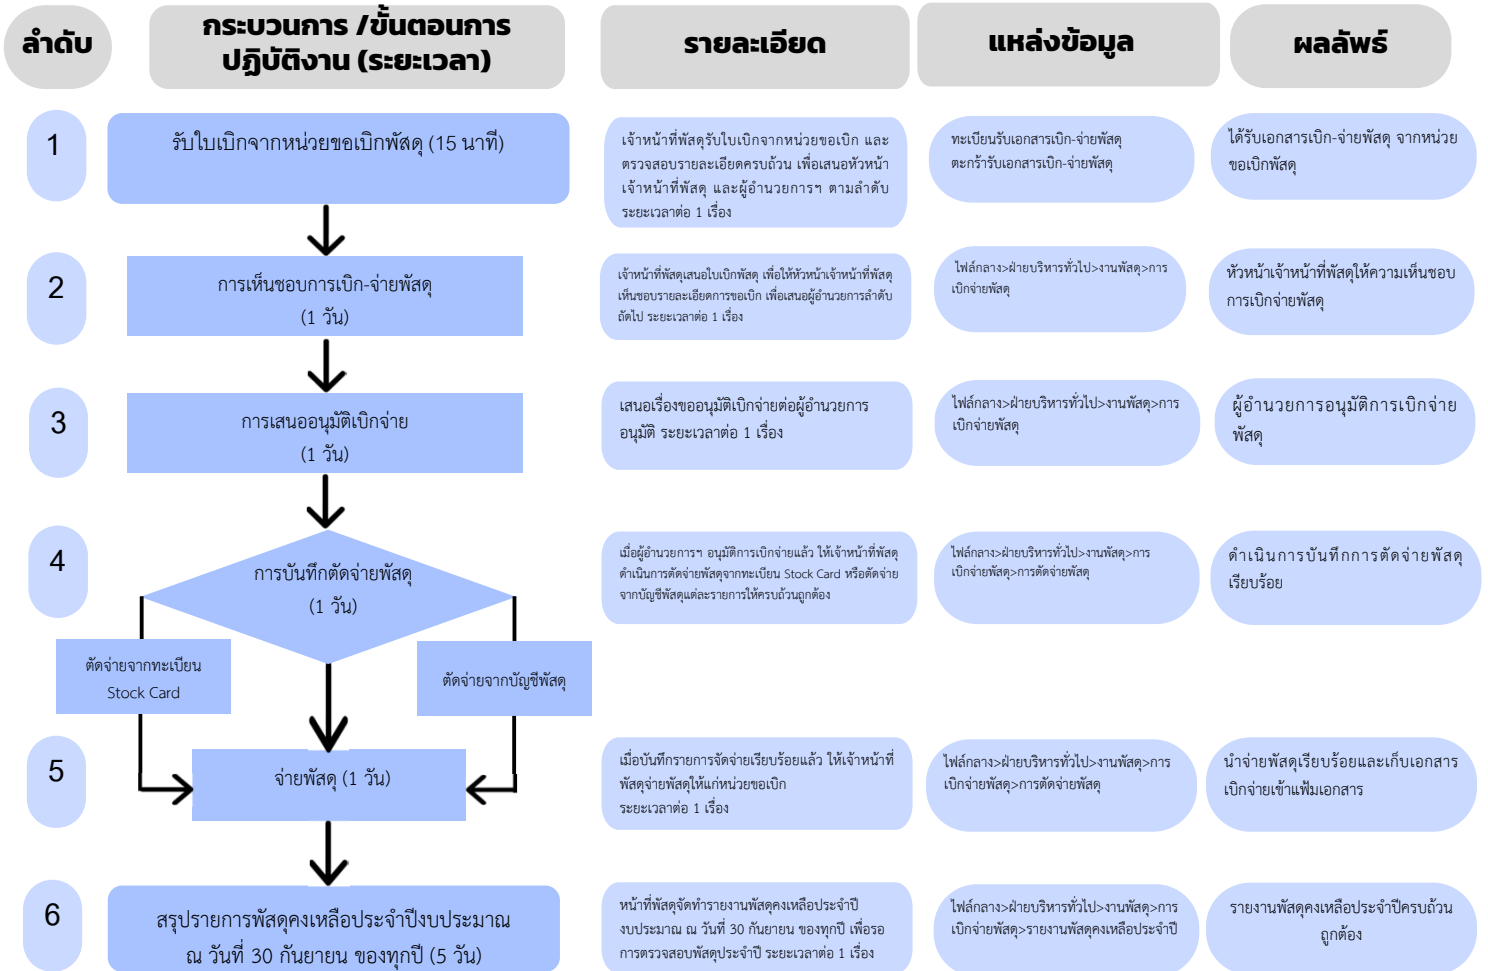 ลำดับ
กระบวนการ /ขั้นตอนการ
ปฏิบัติงาน (ระยะเวลา)
รายละเอียด
แหล่งข้อมูล
ผลลัพธ์
1
รับใบเบิกจากหน่วยขอเบิกพัสดุ (15 นาที)
เจ้าหน้าที่พัสดุรับใบเบิกจากหน่วยขอเบิก และ
ตรวจสอบรายละเอียดครบถ้วน เพื่อเสนอหัวหน้า
เจ้าหน้าที่พัสดุ และผู้อำนวยการฯ ตามลำดับ
ระยะเวลาต่อ 1 เรื่อง
ทะเบียนรับเอกสารเบิก-จ่ายพัสดุ
ตะกร้ารับเอกสารเบิก-จ่ายพัสดุ
ได้รับเอกสารเบิก-จ่ายพัสดุ จากหน่วย
ขอเบิกพัสดุ
2
การเห็นชอบการเบิก-จ่ายพัสดุ
(1 วัน)
เจ้าหน้าที่พัสดุเสนอใบเบิกพัสดุ เพื่อให้หัวหน้าเจ้าหน้าที่พัสดุ
เห็นชอบรายละเอียดการขอเบิก เพื่อเสนอผู้อำนวยการลำดับ
ถัดไป ระยะเวลาต่อ 1 เรื่อง
ไฟล์กลาง>ฝ่ายบริหารทั่วไป>งานพัสดุ>การ
เบิกจ่ายพัสดุ
หัวหน้าเจ้าหน้าที่พัสดุให้ความเห็นชอบ
การเบิกจ่ายพัสดุ
3
การเสนออนุมัติเบิกจ่าย
(1 วัน)
เสนอเรื่องขออนุมัติเบิกจ่ายต่อผู้อำนวยการ
อนุมัติ ระยะเวลาต่อ 1 เรื่อง
ไฟล์กลาง>ฝ่ายบริหารทั่วไป>งานพัสดุ>การ
เบิกจ่ายพัสดุ
ผู้อำนวยการอนุมัติการเบิกจ่าย
พัสดุ
4
การบันทึกตัดจ่ายพัสดุ
(1 วัน)
เมื่อผู้อำนวยการฯ อนุมัติการเบิกจ่ายแล้ว ให้เจ้าหน้าที่พัสดุ
ดำเนินการตัดจ่ายพัสดุจากทะเบียน Stock Card หรือตัดจ่าย
จากบัญชีพัสดุแต่ละรายการให้ครบถ้วนถูกต้อง
ไฟล์กลาง>ฝ่ายบริหารทั่วไป>งานพัสดุ>การ
เบิกจ่ายพัสดุ>การตัดจ่ายพัสดุ
ดำเนินการบันทึกการตัดจ่ายพัสดุ
เรียบร้อย
ตัดจ่ายจากทะเบียน
Stock Card
ตัดจ่ายจากบัญชีพัสดุ
5
จ่ายพัสดุ (1 วัน)
เมื่อบันทึกรายการจัดจ่ายเรียบร้อยแล้ว ให้เจ้าหน้าที่
พัสดุจ่ายพัสดุให้แก่หน่วยขอเบิก
ระยะเวลาต่อ 1 เรื่อง
ไฟล์กลาง>ฝ่ายบริหารทั่วไป>งานพัสดุ>การ
เบิกจ่ายพัสดุ>การตัดจ่ายพัสดุ
นำจ่ายพัสดุเรียบร้อยและเก็บเอกสาร
เบิกจ่ายเข้าแฟ้มเอกสาร
6
สรุปรายการพัสดุคงเหลือประจำปีงบประมาณ
ณ วันที่ 30 กันยายน ของทุกปี (5 วัน)
หน้าที่พัสดุจัดทำรายงานพัสดุคงเหลือประจำปี
งบประมาณ ณ วันที่ 30 กันยายน ของทุกปี เพื่อรอ
การตรวจสอบพัสดุประจำปี ระยะเวลาต่อ 1 เรื่อง
ไฟล์กลาง>ฝ่ายบริหารทั่วไป>งานพัสดุ>การ
เบิกจ่ายพัสดุ>รายงานพัสดุคงเหลือประจำปี
รายงานพัสดุคงเหลือประจำปีครบถ้วน
ถูกต้อง